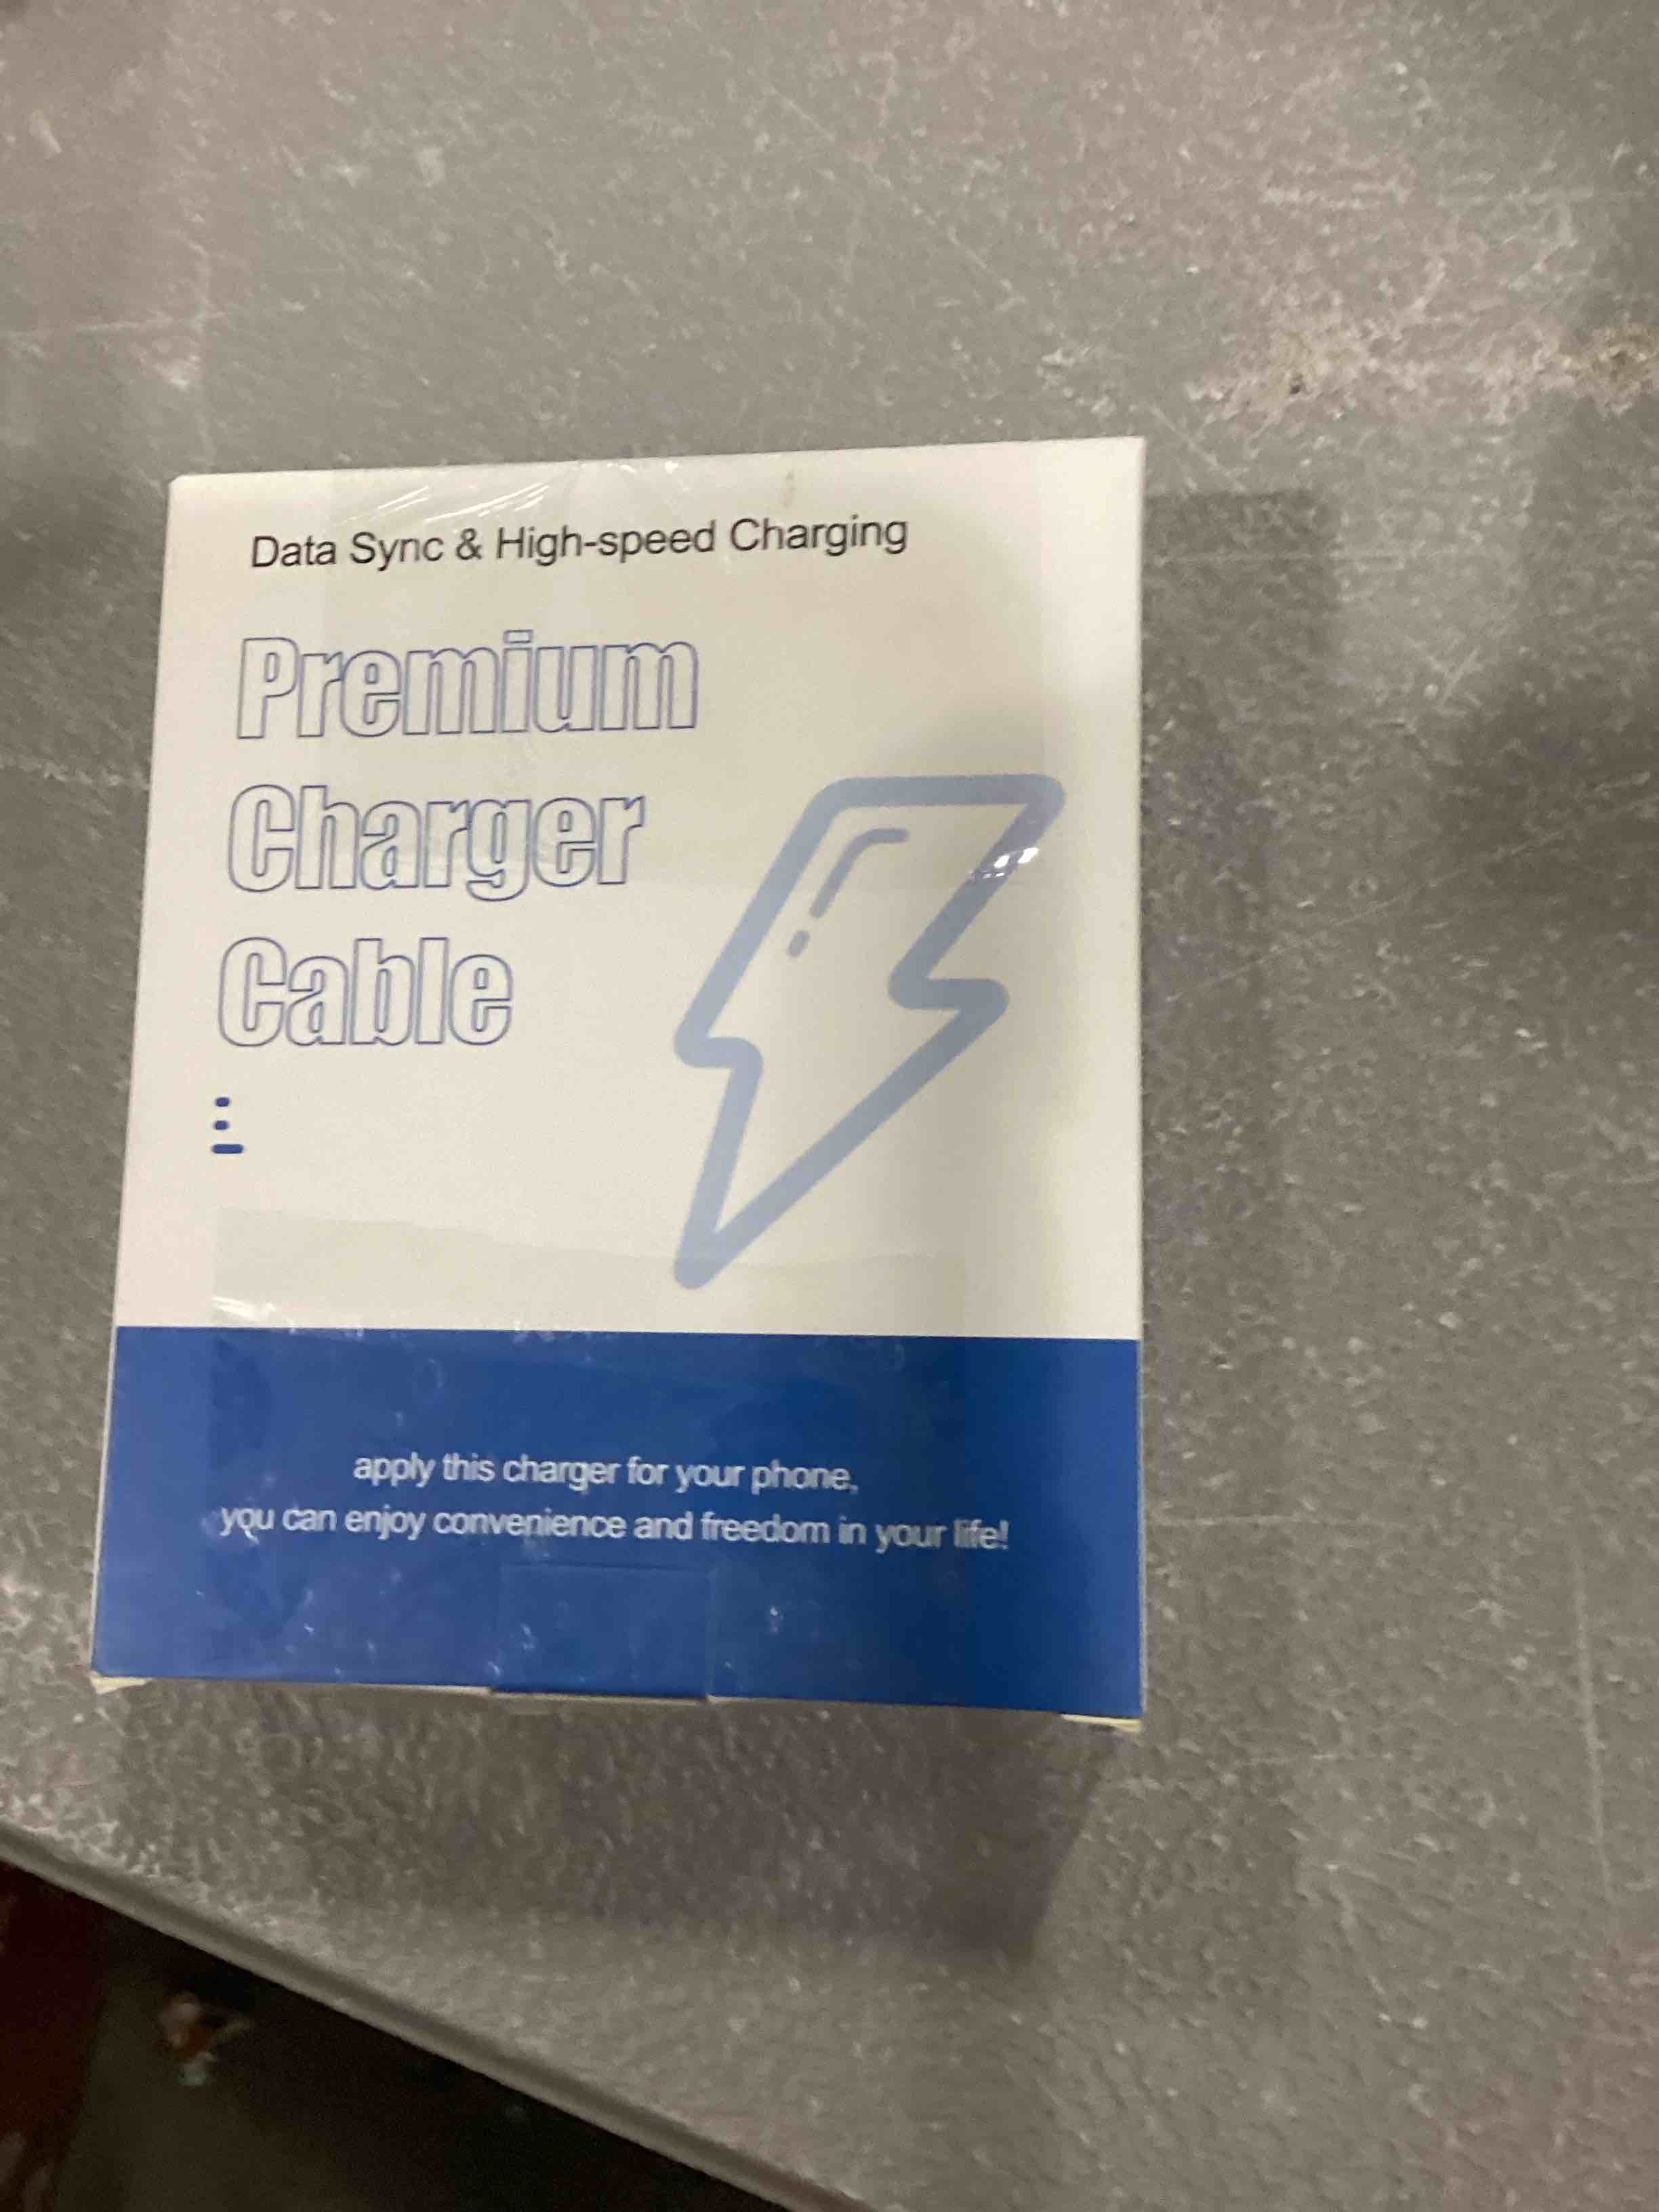 Data Sync & High-speed Charging
Premium
Charger
Cable
apply this charger for your phone,
you can enjoy convenience and freedom in your life!